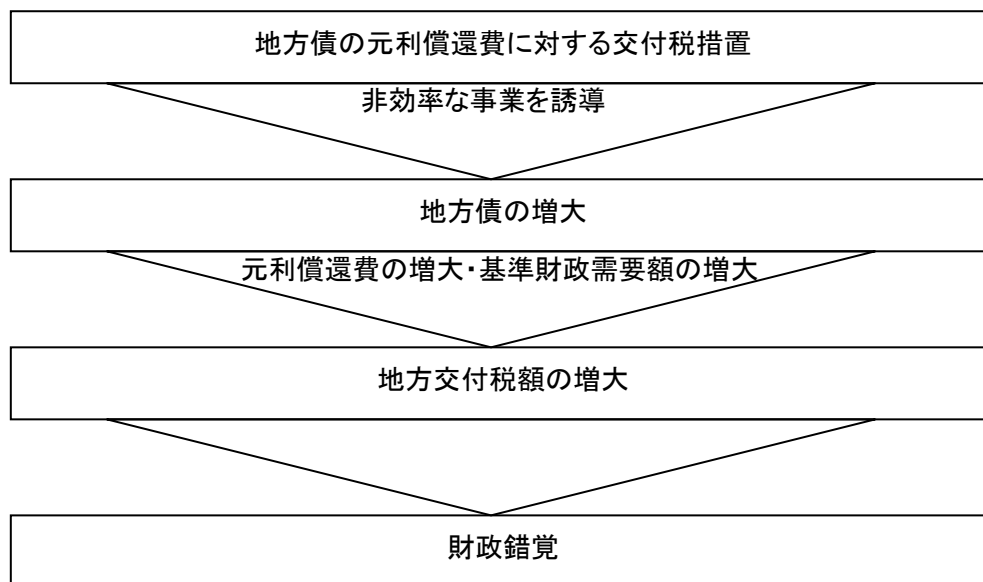 地方債の元利償還費に対する交付税措置
非効率な事業を誘導
地方債の増大
元利償還費の増大・基準財政需要額の増大
地方交付税額の増大
財政錯覚